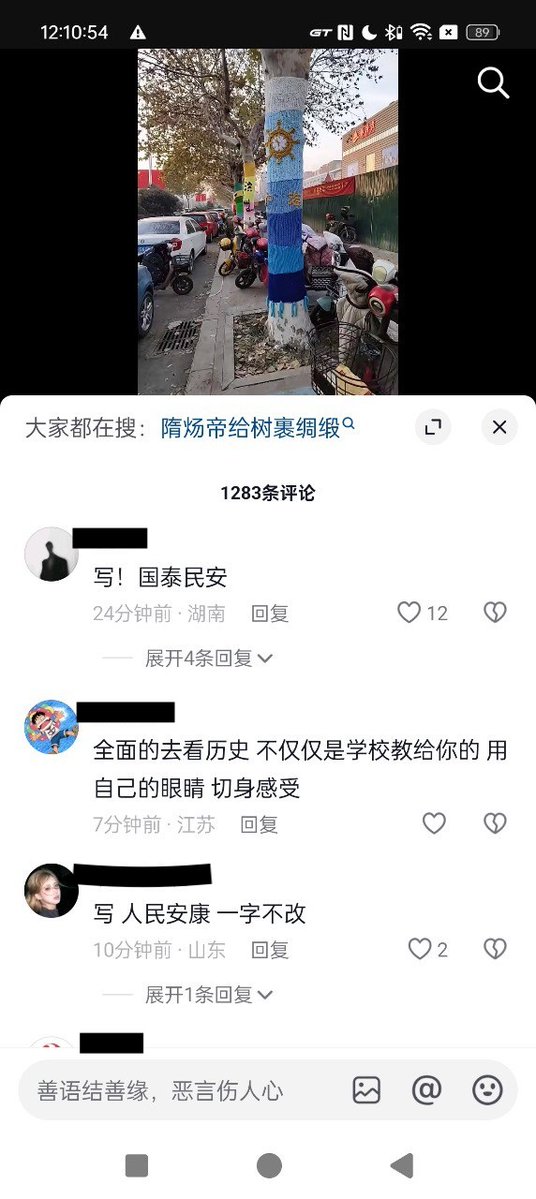 12:10:54
GT
89
大家都在搜：隋炀帝给树裹绸缎
1283条评论
写！国泰民安
24分钟前 · 湖南 回复
12
展开4条回复
全面的去看历史 不仅仅是学校教给你的 用
自己的眼睛 切身感受
7分钟前 · 江苏 回复
写 人民安康 一字不改
10分钟前 · 山东 回复
2
展开1条回复
善语结善缘，恶言伤人心